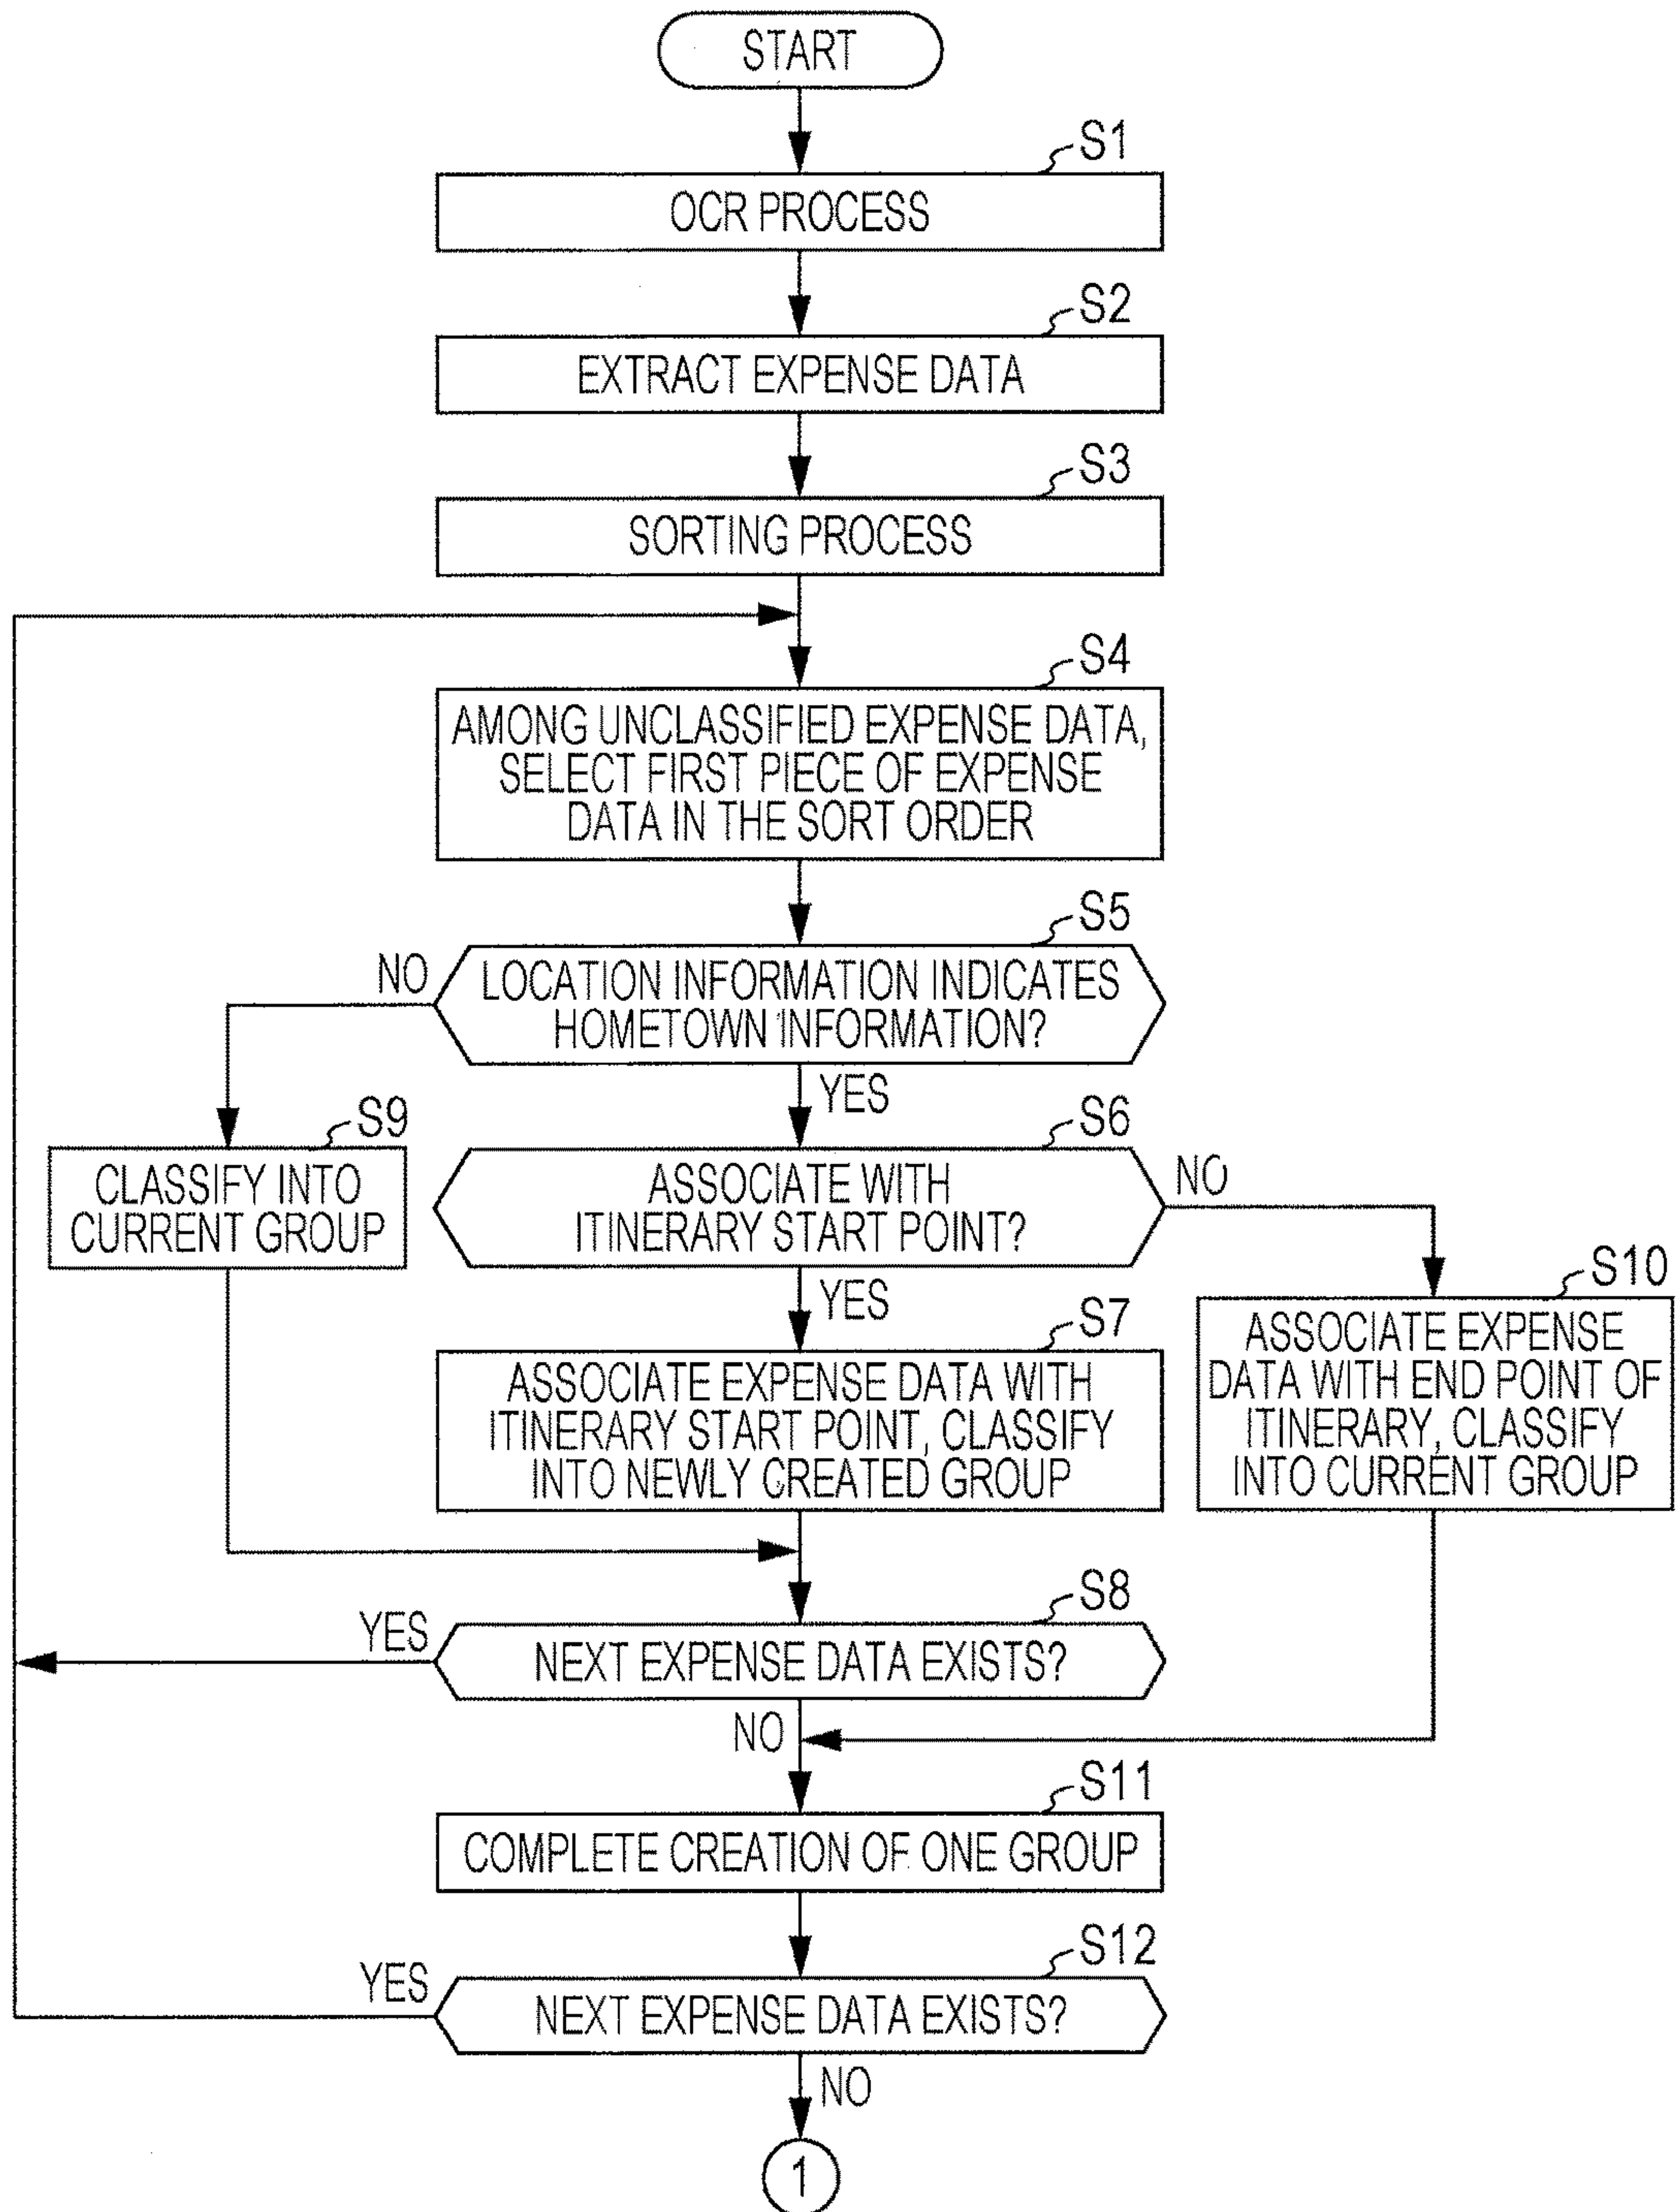 START
S1
OCR PROCESS
S2
EXTRACT EXPENSE DATA
S3
SORTING PROCESS
S4
AMONG UNCLASSIFIED EXPENSE DATA,
SELECT FIRST PIECE OF EXPENSE
DATA IN THE SORT ORDER
S5
NO
LOCATION INFORMATION INDICATES
HOMETOWN INFORMATION?
YES
S9
CLASSIFY INTO
CURRENT GROUP
S6
ASSOCIATE WITH
ITINERARY START POINT?
NO
YES
S7
ASSOCIATE EXPENSE DATA WITH
ITINERARY START POINT, CLASSIFY
INTO NEWLY CREATED GROUP
S10
ASSOCIATE EXPENSE
DATA WITH END POINT OF
ITINERARY, CLASSIFY
INTO CURRENT GROUP
S8
YES
NEXT EXPENSE DATA EXISTS?
NO
S11
COMPLETE CREATION OF ONE GROUP
S12
YES
NEXT EXPENSE DATA EXISTS?
NO
1